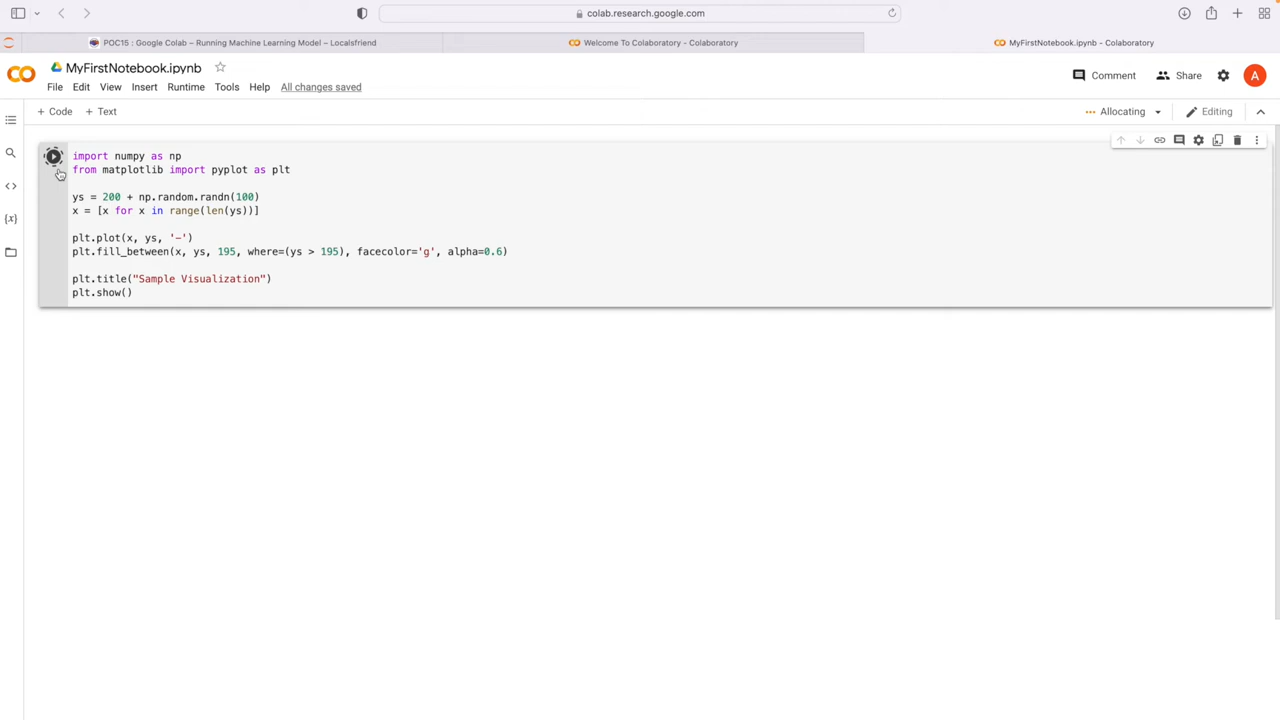 colab.research.google.com
POC15 : Google Colab – Running Machine Learning Model – Localsfriend
Welcome To Colaboratory - Colaboratory
MyFirstNotebook.ipynb - Colaboratory
MyFirstNotebook.ipynb
Comment
Share
A
File Edit View Insert Runtime Tools Help All changes saved
+ Code + Text
Allocating
Editing
import numpy as np
from matplotlib import pyplot as plt
ys = 200 + np.random.randn(100)
x = [x for x in range(len(ys))]
plt.plot(x, ys, '-')
plt.fill_between(x, ys, 195, where=(ys > 195), facecolor='g', alpha=0.6)
plt.title("Sample Visualization")
plt.show()
{x}